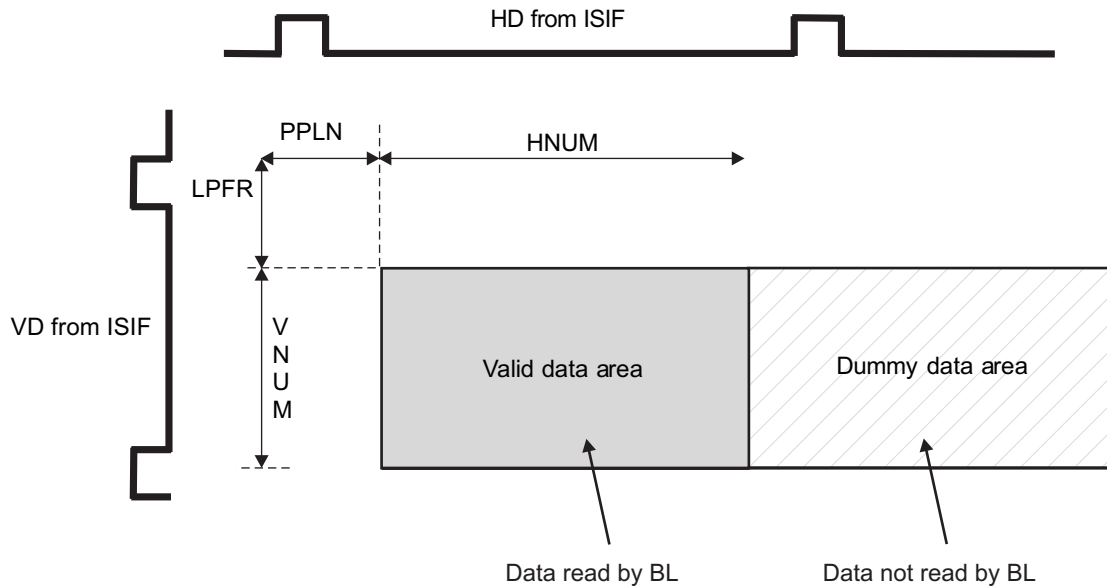 HD from ISIF
PPLN
HNUM
LPFR
VD from ISIF
V
N
U
M
Valid data area
Dummy data area
Data read by BL
Data not read by BL